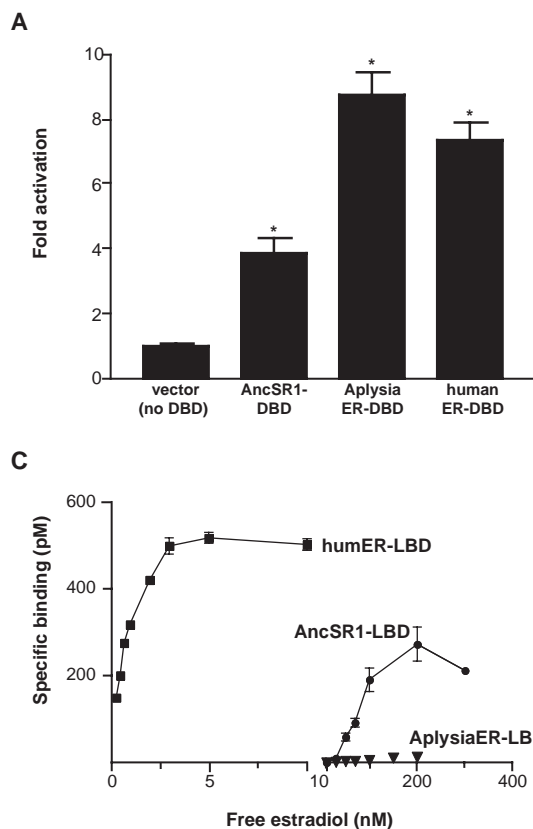 A
10
8
6
4
2
0
Fold activation
*
*
*
vector
(no DBD)
AncSR1-
DBD
Aplysia
ER-DBD
human
ER-DBD
C
600
400
200
Specific binding (pM)
humER-LBD
AncSR1-LBD
AplysiaER-LB
0 5 10 200 400
Free estradiol (nM)